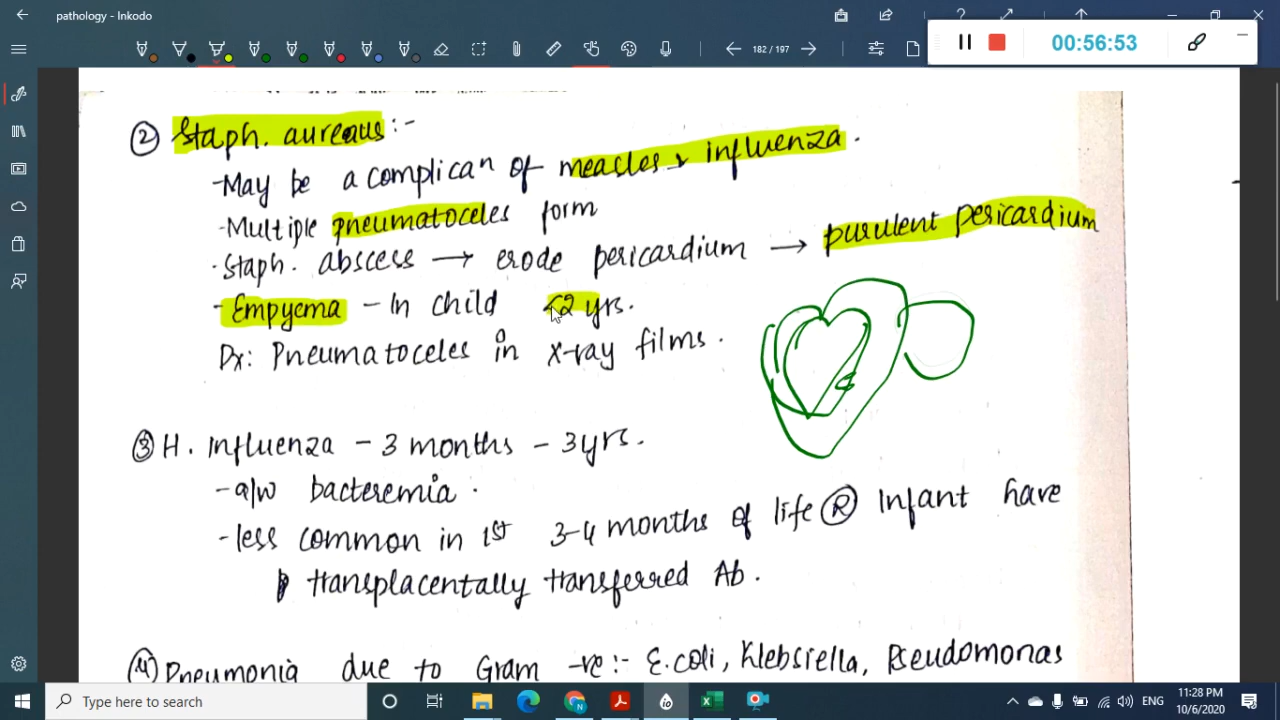 pathology - Inkodo
182 / 197
00:56:53
② Staph. aureus :-
-May be a complican of measles & influenza.
-Multiple pneumatoceles form
·Staph. abscess → erode pericardium → purulent pericardium
- Empyema - In child <2 yrs.
Dx: Pneumatoceles in x-ray films.
③ H. Influenza - 3 months - 3yrs.
-a/w bacteremia.
-less common in 1st 3-4 months of life Ⓡ Infant have
transplacentally transferred Ab.
④ Pneumonia due to Gram -ve:- E.coli, Klebsiella, Pseudomonas
Type here to search
ENG
11:28 PM
10/6/2020